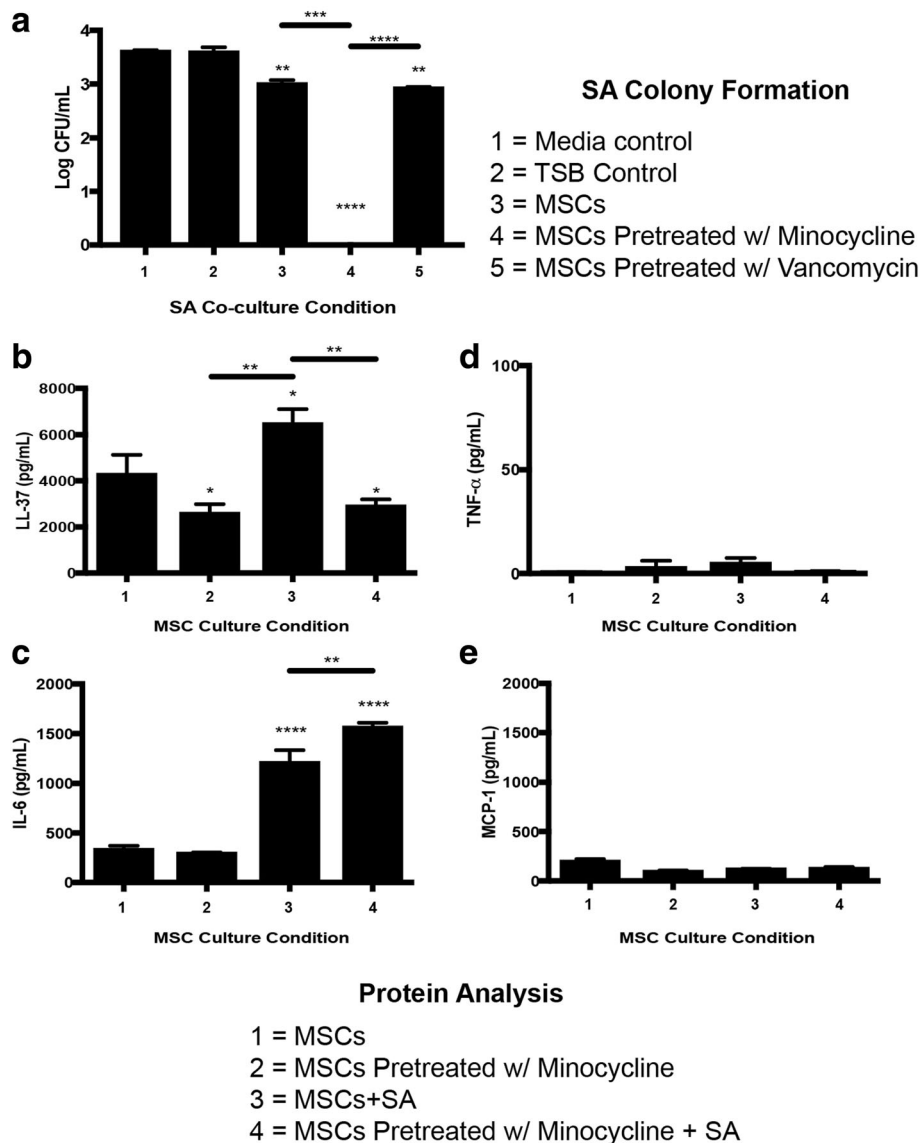 a
***
****
4
3
2
1
0
Log CFU/mL
**
****
**
1 2 3 4 5
SA Co-culture Condition
SA Colony Formation
1 = Media control
2 = TSB Control
3 = MSCs
4 = MSCs Pretreated w/ Minocycline
5 = MSCs Pretreated w/ Vancomycin
b
**
**
8000
6000
4000
2000
0
LL-37 (pg/mL)
*
*
*
1 2 3 4
MSC Culture Condition
d
100
50
0
TNF-α (pg/mL)
1 2 3 4
MSC Culture Condition
c
**
2000
1500
1000
500
0
IL-6 (pg/mL)
****
****
1 2 3 4
MSC Culture Condition
e
2000
1500
1000
500
0
MCP-1 (pg/mL)
1 2 3 4
MSC Culture Condition
Protein Analysis
1 = MSCs
2 = MSCs Pretreated w/ Minocycline
3 = MSCs+SA
4 = MSCs Pretreated w/ Minocycline + SA